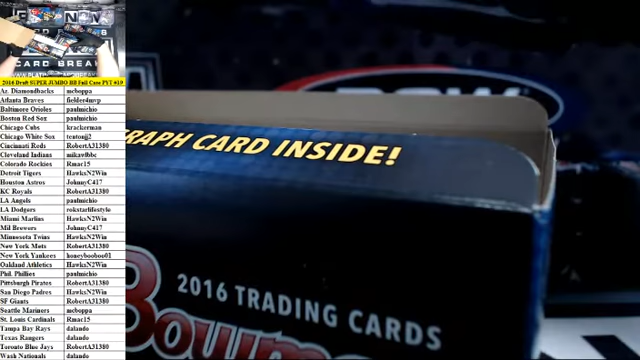 CARD BREAK
2016 Draft SUPER JUMBO BB Full Case PYT #19
Az. Diamondbacks mcboppa
Atlanta Braves fielder4mvp
Baltimore Orioles paulmichio
Boston Red Sox paulmichio
Chicago Cubs krackerman
Chicago White Sox tentonjj2
Cincinnati Reds RobertA31380
Cleveland Indians mikav8bbc
Colorado Rockies Rmac15
Detroit Tigers HawksN2Win
Houston Astros JohnnyC417
KC Royals RobertA31380
LA Angels paulmichio
LA Dodgers rokstarlifestyle
Miami Marlins HawksN2Win
Mil Brewers JohnnyC417
Minnesota Twins HawksN2Win
New York Mets RobertA31380
New York Yankees honeybooboo01
Oakland Athletics HawksN2Win
Phil. Phillies paulmichio
Pittsburgh Pirates RobertA31380
San Diego Padres HawksN2Win
SF Giants RobertA31380
Seattle Mariners mcboppa
St. Louis Cardinals Rmac15
Tampa Bay Rays dalando
Texas Rangers dalando
Toronto Blue Jays RobertA31380
Wash Nationals dalando
RAPH CARD INSIDE!
2016 TRADING CARDS
Bowm